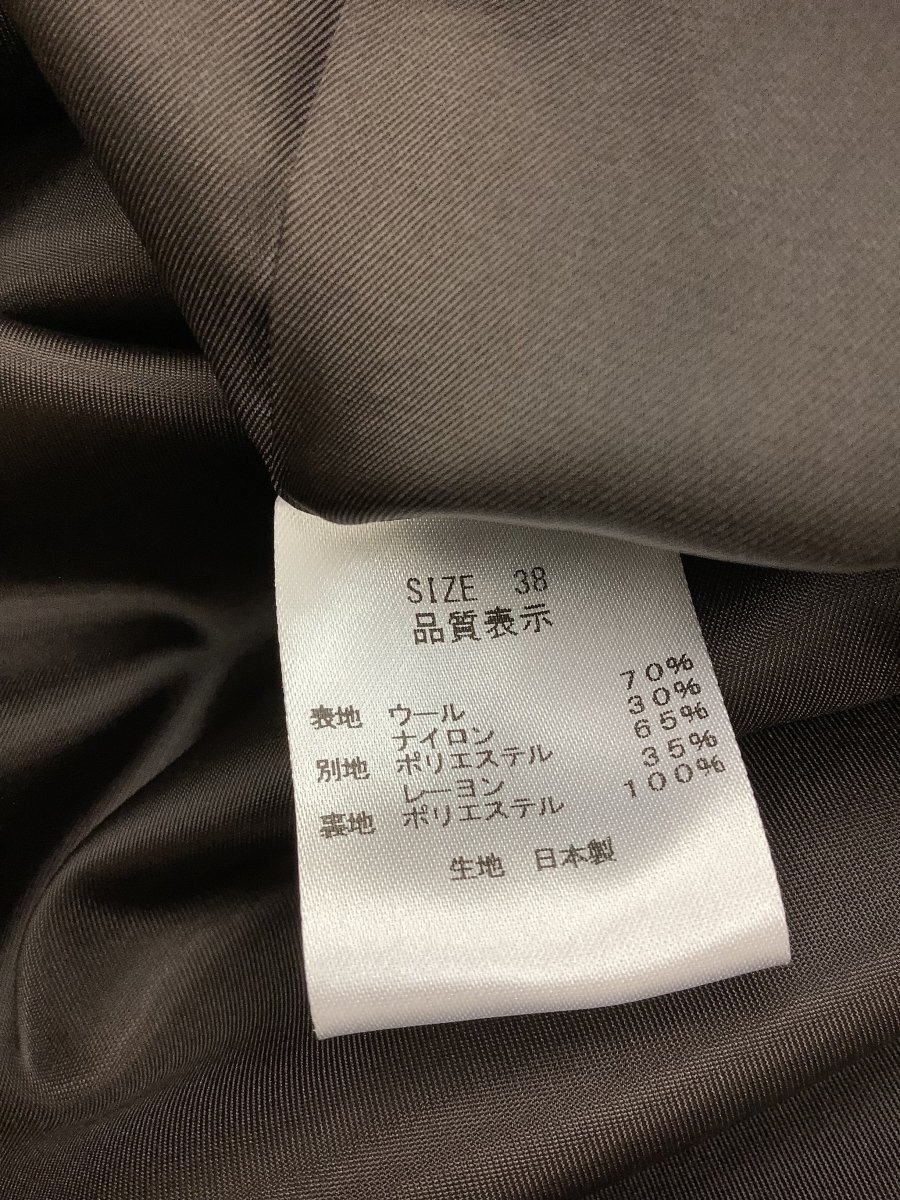 SIZE 38
品質表示
表地 ウール 70%
ナイロン 30%
別地 ポリエステル 65%
レーヨン 35%
裏地 ポリエステル 100%
生地 日本製